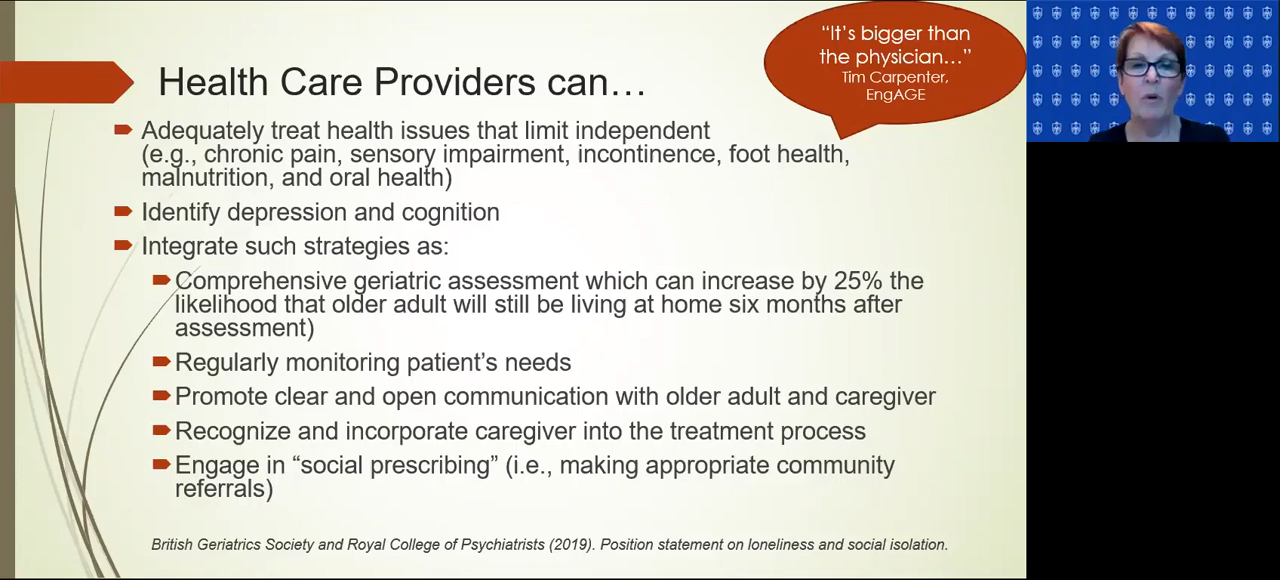 "It's bigger than
the physician..."
Tim Carpenter,
EngAGE
Health Care Providers can...
Adequately treat health issues that limit independent
(e.g., chronic pain, sensory impairment, incontinence, foot health,
malnutrition, and oral health)
Identify depression and cognition
Integrate such strategies as:
Comprehensive geriatric assessment which can increase by 25% the
likelihood that older adult will still be living at home six months after
assessment)
Regularly monitoring patient's needs
Promote clear and open communication with older adult and caregiver
Recognize and incorporate caregiver into the treatment process
Engage in "social prescribing" (i.e., making appropriate community
referrals)
British Geriatrics Society and Royal College of Psychiatrists (2019). Position statement on loneliness and social isolation.